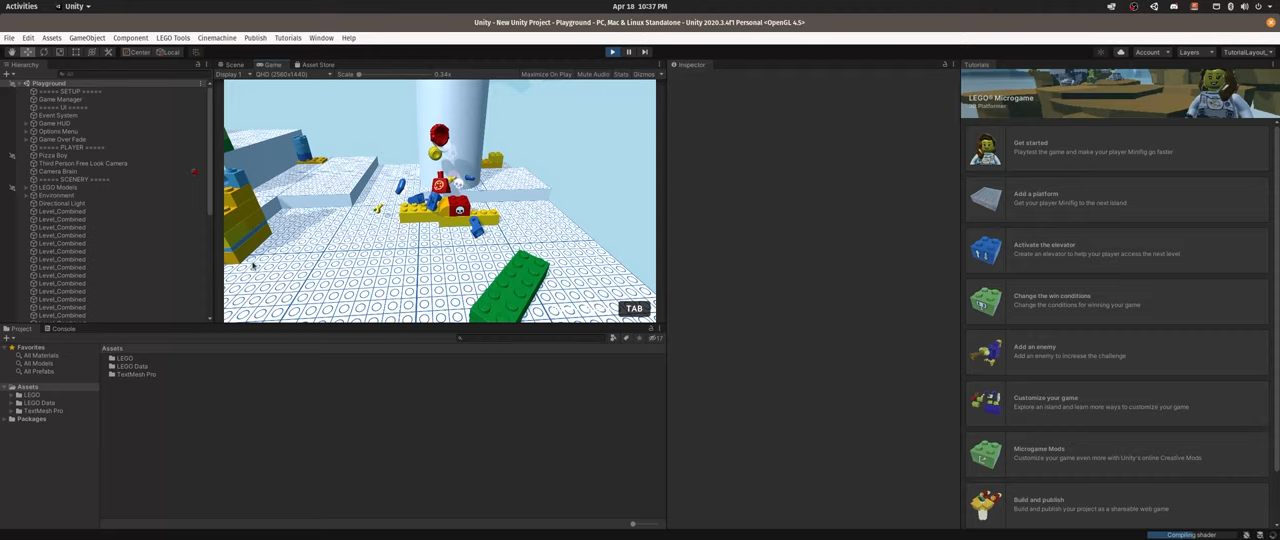 Activities
Unity
Apr 18 10:37 PM
Unity - New Unity Project - Playground - PC, Mac & Linux Standalone - Unity 2020.3.4f1 Personal <OpenGL 4.5>
File Edit Assets GameObject Component LEGO Tools Cinemachine Publish Tutorials Window Help
Center Local
Account Layers TutorialLayout_
Hierarchy
All
Playground
===== SETUP =====
Game Manager
===== UI =====
Event System
Game HUD
Options Menu
Game Over Fade
===== PLAYER =====
Pizza Boy
Third Person Free Look Camera
Camera Brain
===== SCENERY =====
LEGO Models
Environment
Directional Light
Level_Combined
Level_Combined
Level_Combined
Level_Combined
Level_Combined
Level_Combined
Level_Combined
Level_Combined
Level_Combined
Level_Combined
Level_Combined
Level_Combined
Level_Combined
Level_Combined
Scene Game Asset Store
Display 1 QHD (2560x1440) Scale 0.34x Maximize On Play Mute Audio Stats Gizmos
TAB
Inspector
Tutorials
LEGO® Microgame
3D Platformer
Get started
Playtest the game and make your player Minifig go faster
Add a platform
Get your player Minifig to the next island
Activate the elevator
Create an elevator to help your player access the next level
Change the win conditions
Change the conditions for winning your game
Add an enemy
Add an enemy to increase the challenge
Customize your game
Explore an island and learn more ways to customize your game
Microgame Mods
Customize your game even more with Unity's online Creative Mods
Build and publish
Build and publish your project as a shareable web game
Project Console
17
Favorites
All Materials
All Models
All Prefabs
Assets
LEGO
LEGO Data
TextMesh Pro
Packages
Assets
LEGO
LEGO Data
TextMesh Pro
Compiling shader